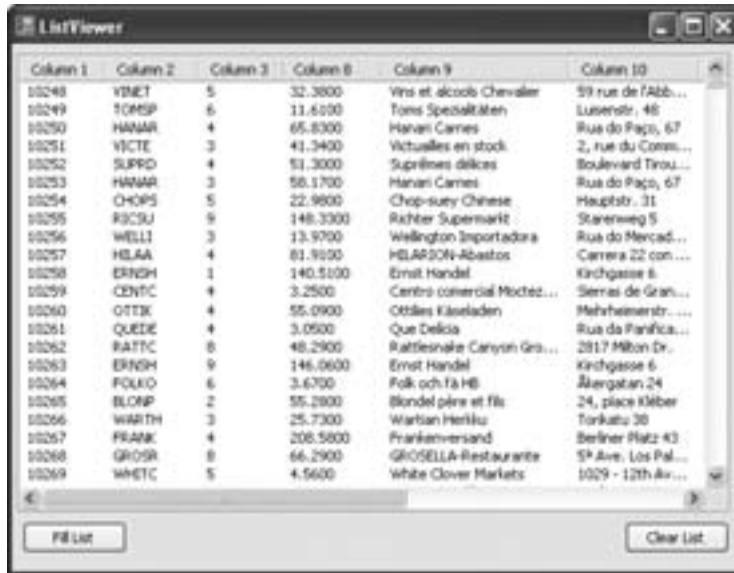 ListViewer
Column 1 Column 2 Column 3 Column 8 Column 9 Column 10
10248 VINET 5 32.3800 Vins et alcools Chevalier 59 rue de l'Abb...
10249 TOMSP 6 11.6100 Toms Spezialitäten Luisenstr. 48
10250 HANAR 4 65.8300 Hanari Carnes Rua do Paço, 67
10251 VICTE 3 41.3400 Victuailles en stock 2, rue du Comm...
10252 SUPRD 4 51.3000 Suprêmes délices Boulevard Tirou...
10253 HANAR 3 58.1700 Hanari Carnes Rua do Paço, 67
10254 CHOPS 5 22.9800 Chop-suey Chinese Hauptstr. 31
10255 RICSU 9 148.3300 Richter Supermarkt Starenweg 5
10256 WELLI 3 13.9700 Wellington Importadora Rua do Mercad...
10257 HILAA 4 81.9100 HILARION-Abastos Carrera 22 con ...
10258 ERNSH 1 140.5100 Ernst Handel Kirchgasse 6
10259 CENTC 4 3.2500 Centro comercial Moctez... Sierras de Gran...
10260 OTTIK 4 55.0900 Ottilies Käseladen Mehrheimerstr. ...
10261 QUEDE 4 3.0500 Que Delícia Rua da Panifica...
10262 RATTC 8 48.2900 Rattlesnake Canyon Gro... 2817 Milton Dr.
10263 ERNSH 9 146.0600 Ernst Handel Kirchgasse 6
10264 FOLKO 6 3.6700 Folk och fä HB Åkergatan 24
10265 BLONP 2 55.2800 Blondel père et fils 24, place Kléber
10266 WARTH 3 25.7300 Wartian Herkku Torikatu 38
10267 FRANK 4 208.5800 Frankenversand Berliner Platz 43
10268 GROSR 8 66.2900 GROSELLA-Restaurante 5ª Ave. Los Pal...
10269 WHITC 5 4.5600 White Clover Markets 1029 - 12th Av...
Fill List Clear List